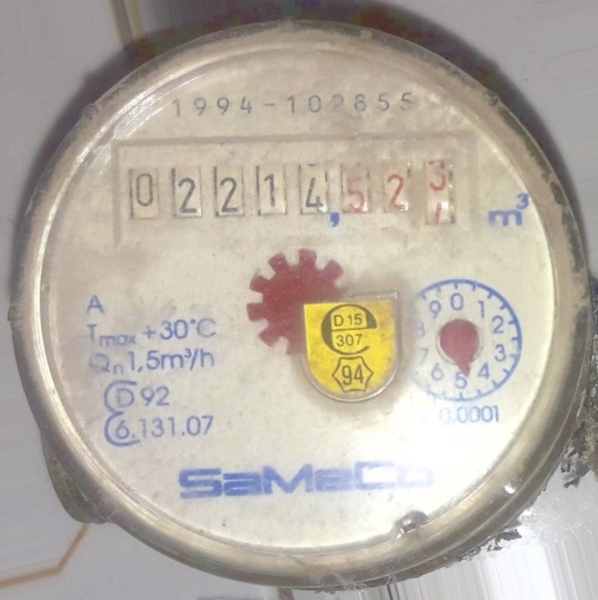 1994-102855
02214,523 m³
A
Tmax +30°C
Qn 1,5m³/h
D 92
6.131.07
e
D 15
307
94
9 0 1 2 3 4 5 6 7 8
0,0001
SaMeCo